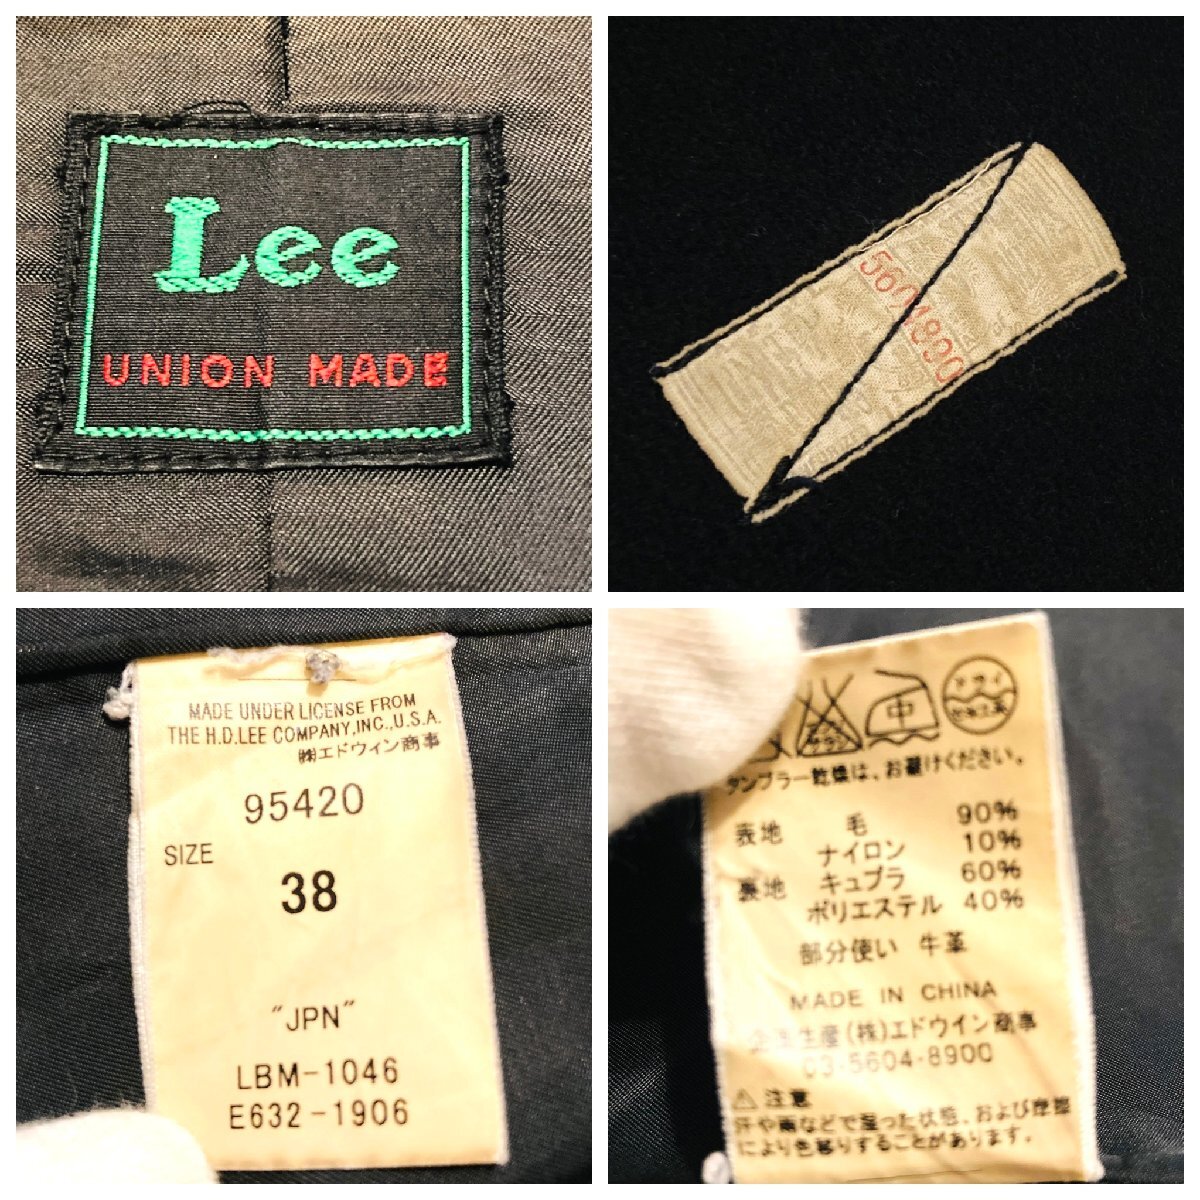 Lee
UNION MADE
MADE UNDER LICENSE FROM
THE H.D.LEE COMPANY,INC.,U.S.A.
㈱エドウィン商事
95420
SIZE
38
"JPN"
LBM-1046
E632-1906
中
ドライ
タンブラー乾燥は、お避けください。
表地 毛 90%
ナイロン 10%
裏地 キュプラ 60%
ポリエステル 40%
部分使い 牛革
MADE IN CHINA
企画生産(株)エドウイン商事
03-5604-8900
⚠注意
汗や雨などで湿った状態、および摩擦
により色移りすることがあります。